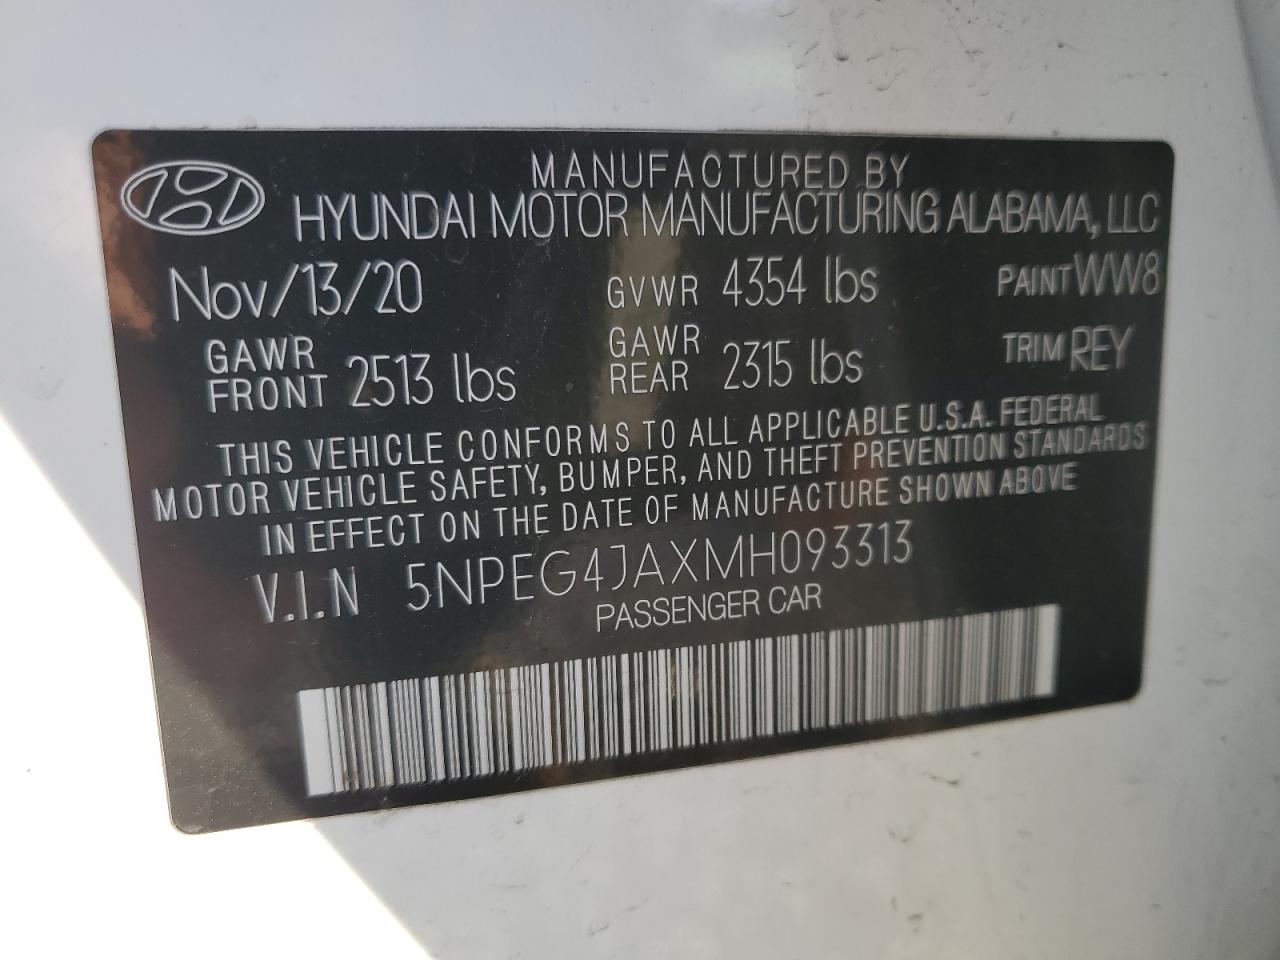 MANUFACTURED BY
HYUNDAI MOTOR MANUFACTURING ALABAMA, LLC
Nov/13/20 GVWR 4354 lbs PAINT WW8
GAWR FRONT 2513 lbs GAWR REAR 2315 lbs TRIM REY
THIS VEHICLE CONFORMS TO ALL APPLICABLE U.S.A. FEDERAL
MOTOR VEHICLE SAFETY, BUMPER, AND THEFT PREVENTION STANDARDS
IN EFFECT ON THE DATE OF MANUFACTURE SHOWN ABOVE
V.I.N 5NPEG4JAXMH093313
PASSENGER CAR